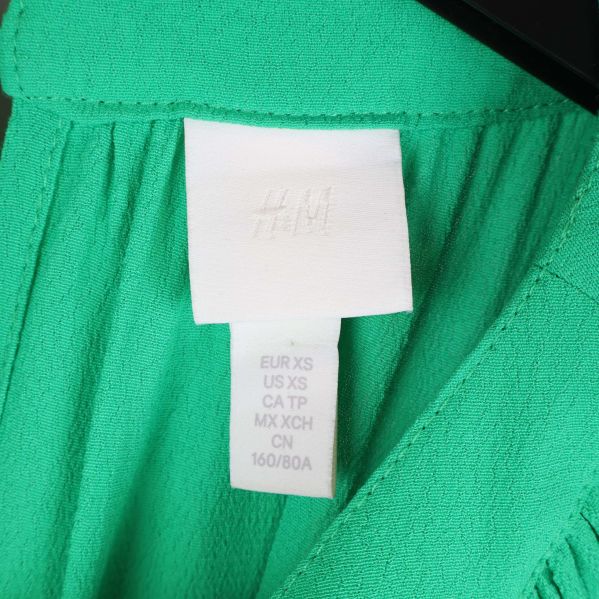 H&M
EUR XS
US XS
CA TP
MX XCH
CN
160/80A